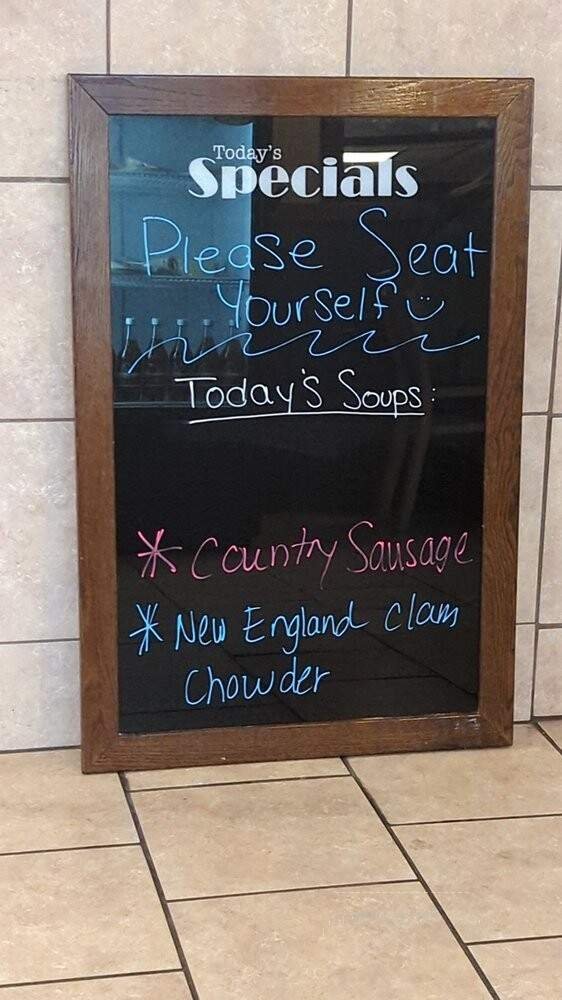 Today's
Specials
Please Seat
Yourself
Today's Soups:
* Country Sausage
* New England Clam
Chowder